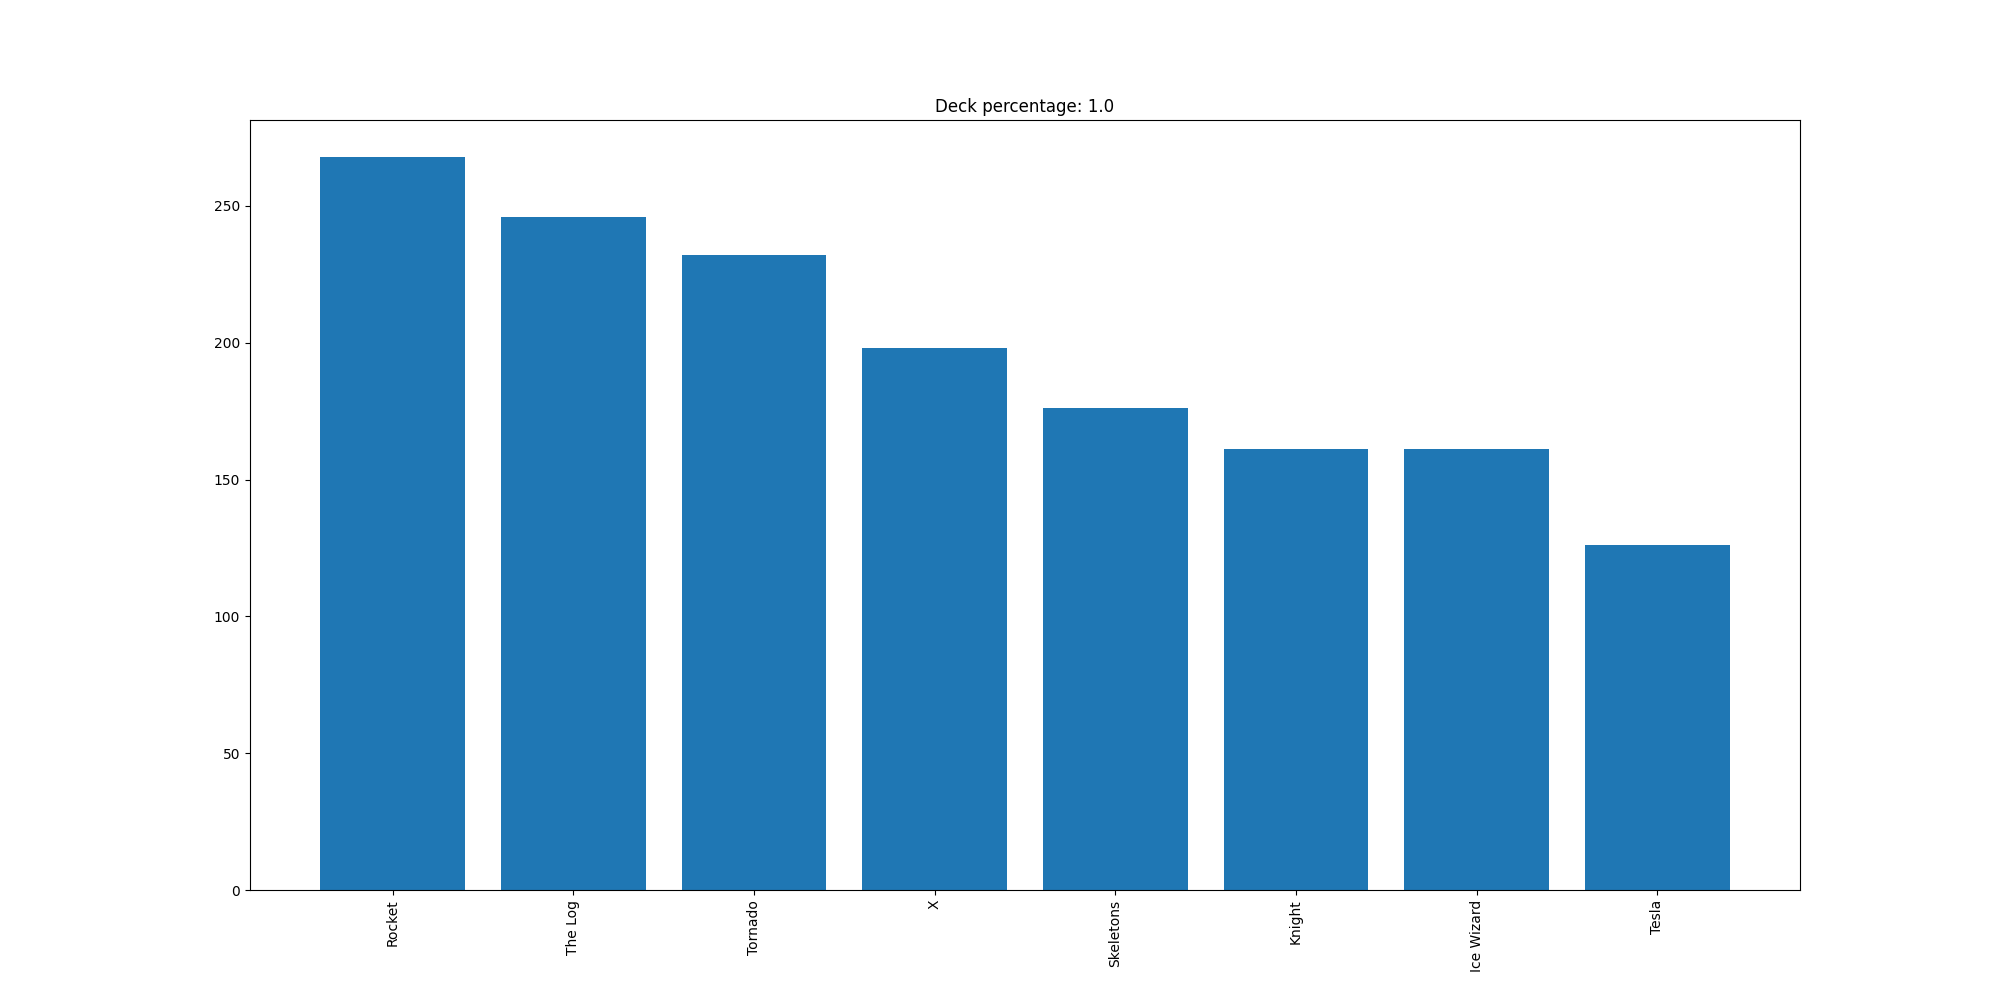 Deck percentage: 1.0
250
200
150
100
50
0
Rocket
The Log
Tornado
X
Skeletons
Knight
Ice Wizard
Tesla